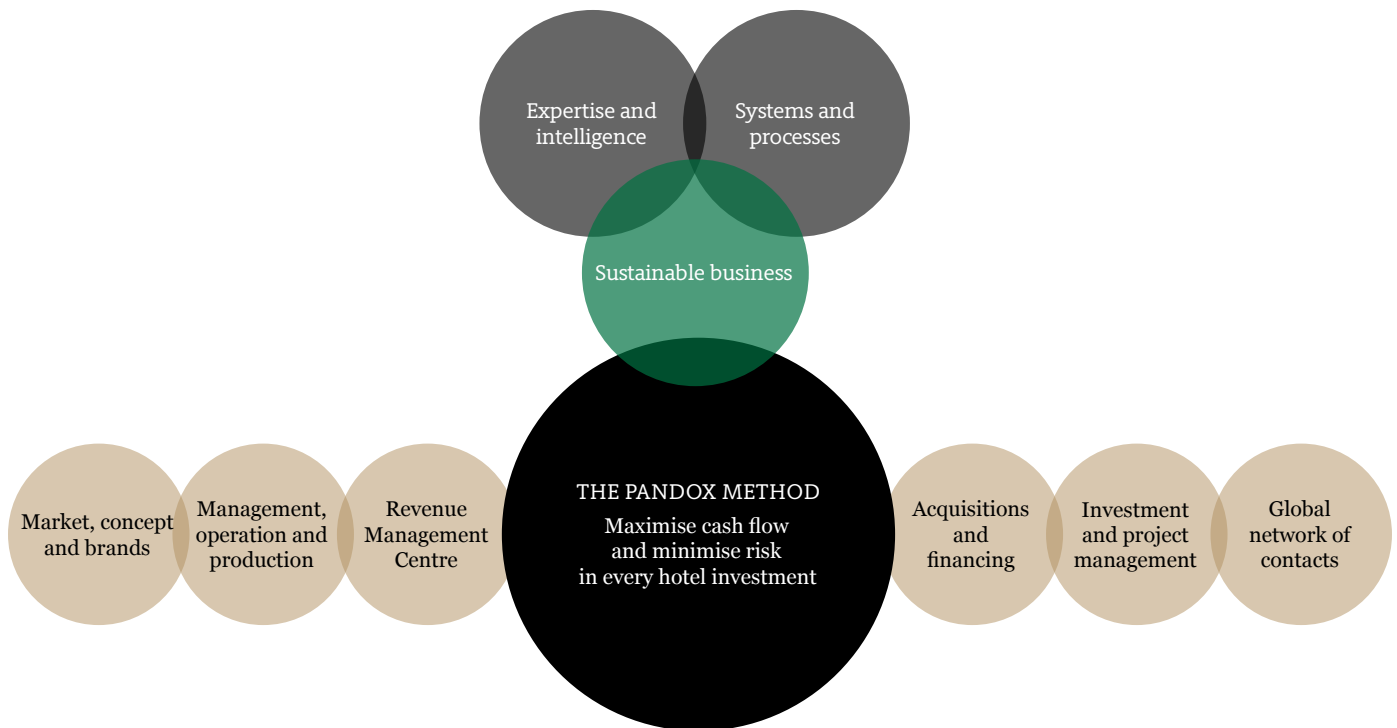 Expertise and
intelligence
Systems and
processes
Sustainable business
THE PANDOX METHOD
Maximise cash flow
and minimise risk
in every hotel investment
Market, concept
and brands
Management,
operation and
production
Revenue
Management
Centre
Acquisitions
and
financing
Investment
and project
management
Global
network of
contacts